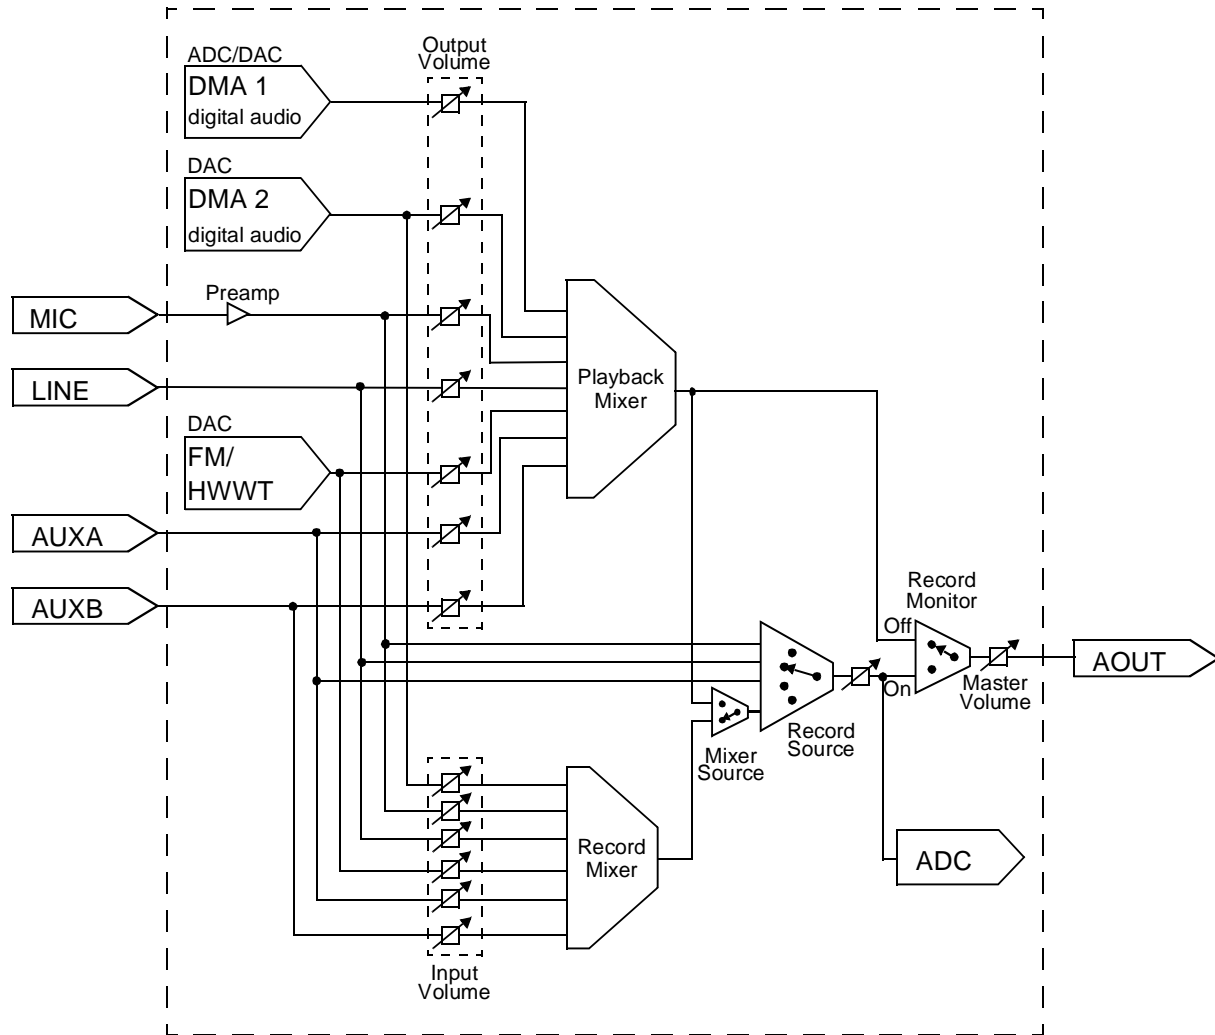 ADC/DAC
DMA 1
digital audio
Output
Volume
DAC
DMA 2
digital audio
Preamp
MIC
LINE
Playback
Mixer
DAC
FM/
HWWT
AUXA
AUXB
Record
Monitor
Off
On
AOUT
Master
Volume
Record
Source
Mixer
Source
Record
Mixer
ADC
Input
Volume